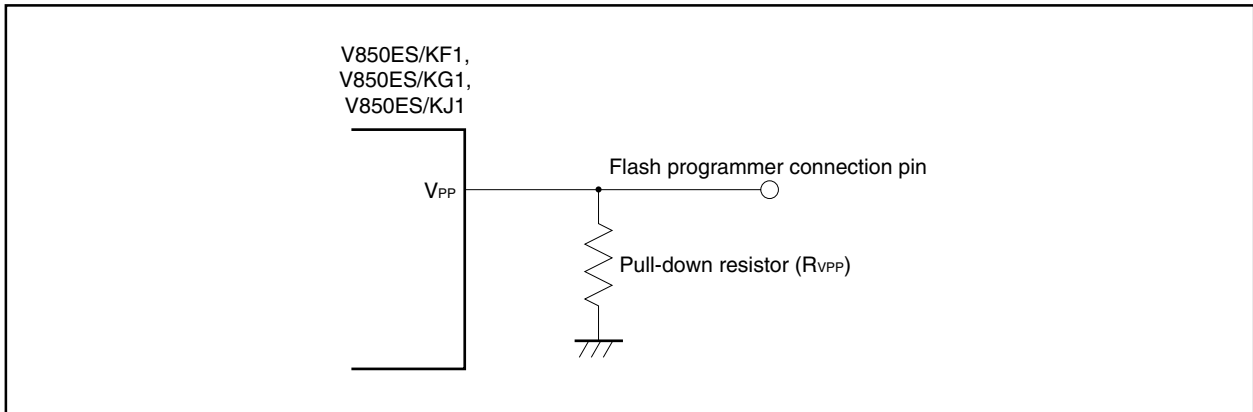 V850ES/KF1,
V850ES/KG1,
V850ES/KJ1
Flash programmer connection pin
VPP
Pull-down resistor (RVPP)